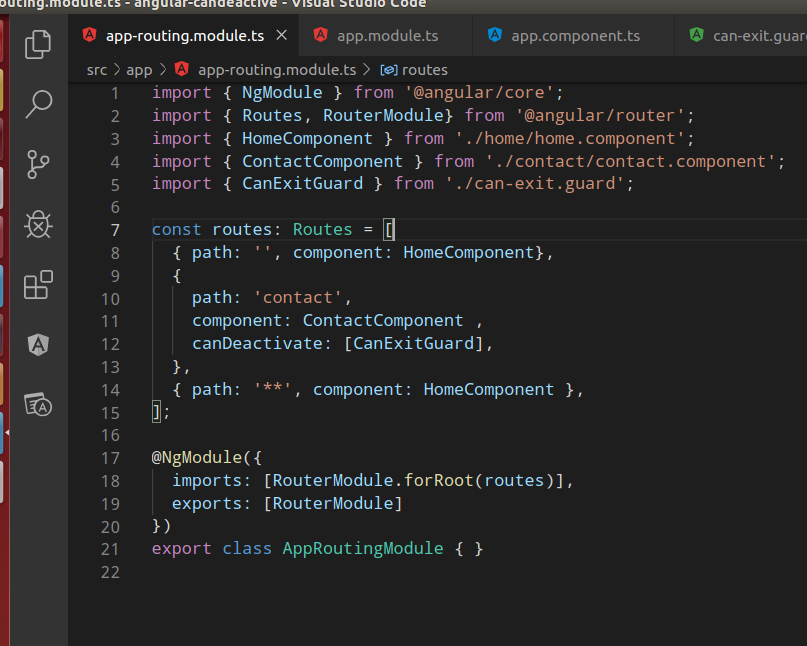 outing.module.ts - angular-candeactive - Visual Studio Code
app-routing.module.ts app.module.ts app.component.ts can-exit.guar
src > app > app-routing.module.ts > routes
1 import { NgModule } from '@angular/core';
2 import { Routes, RouterModule} from '@angular/router';
3 import { HomeComponent } from './home/home.component';
4 import { ContactComponent } from './contact/contact.component';
5 import { CanExitGuard } from './can-exit.guard';
6
7 const routes: Routes = [
8 { path: '', component: HomeComponent},
9 {
10 path: 'contact',
11 component: ContactComponent ,
12 canDeactivate: [CanExitGuard],
13 },
14 { path: '**', component: HomeComponent },
15 ];
16
17 @NgModule({
18 imports: [RouterModule.forRoot(routes)],
19 exports: [RouterModule]
20 })
21 export class AppRoutingModule { }
22